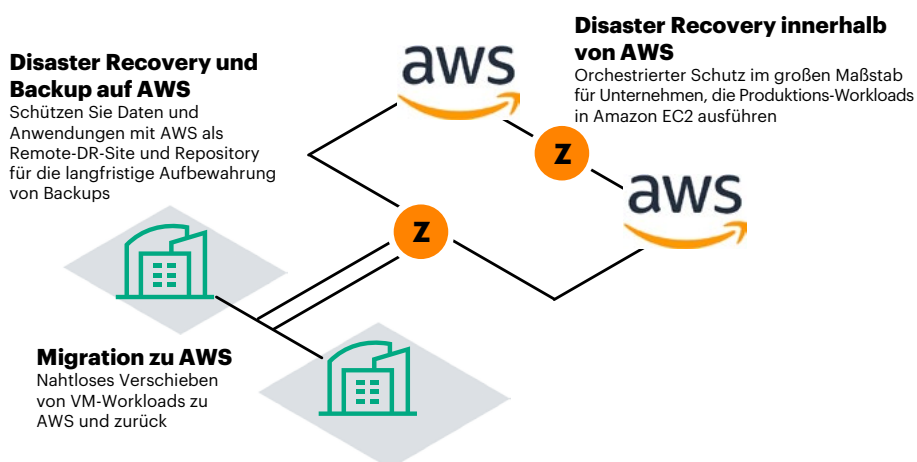 Disaster Recovery und
Backup auf AWS
Schützen Sie Daten und
Anwendungen mit AWS als
Remote-DR-Site und Repository
für die langfristige Aufbewahrung
von Backups
aws
Disaster Recovery innerhalb
von AWS
Orchestrierter Schutz im großen Maßstab
für Unternehmen, die Produktions-Workloads
in Amazon EC2 ausführen
Z
aws
Z
Migration zu AWS
Nahtloses Verschieben
von VM-Workloads zu
AWS und zurück